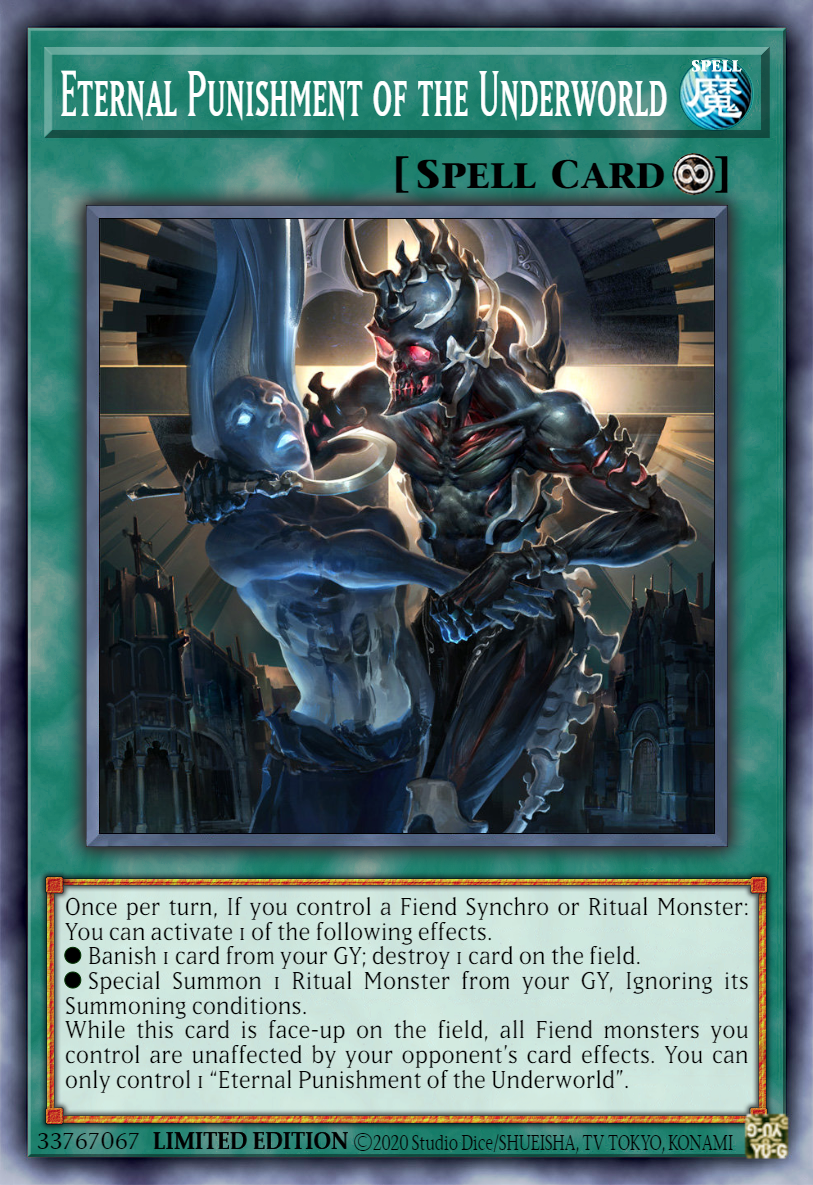 Eternal Punishment of the Underworld
SPELL
魔
[Spell Card∞]
Once per turn, If you control a Fiend Synchro or Ritual Monster:
You can activate 1 of the following effects.
● Banish 1 card from your GY; destroy 1 card on the field.
● Special Summon 1 Ritual Monster from your GY, Ignoring its
Summoning conditions.
While this card is face-up on the field, all Fiend monsters you
control are unaffected by your opponent's card effects. You can
only control 1 “Eternal Punishment of the Underworld”.
33767067 LIMITED EDITION ©2020 Studio Dice/SHUEISHA, TV TOKYO, KONAMI